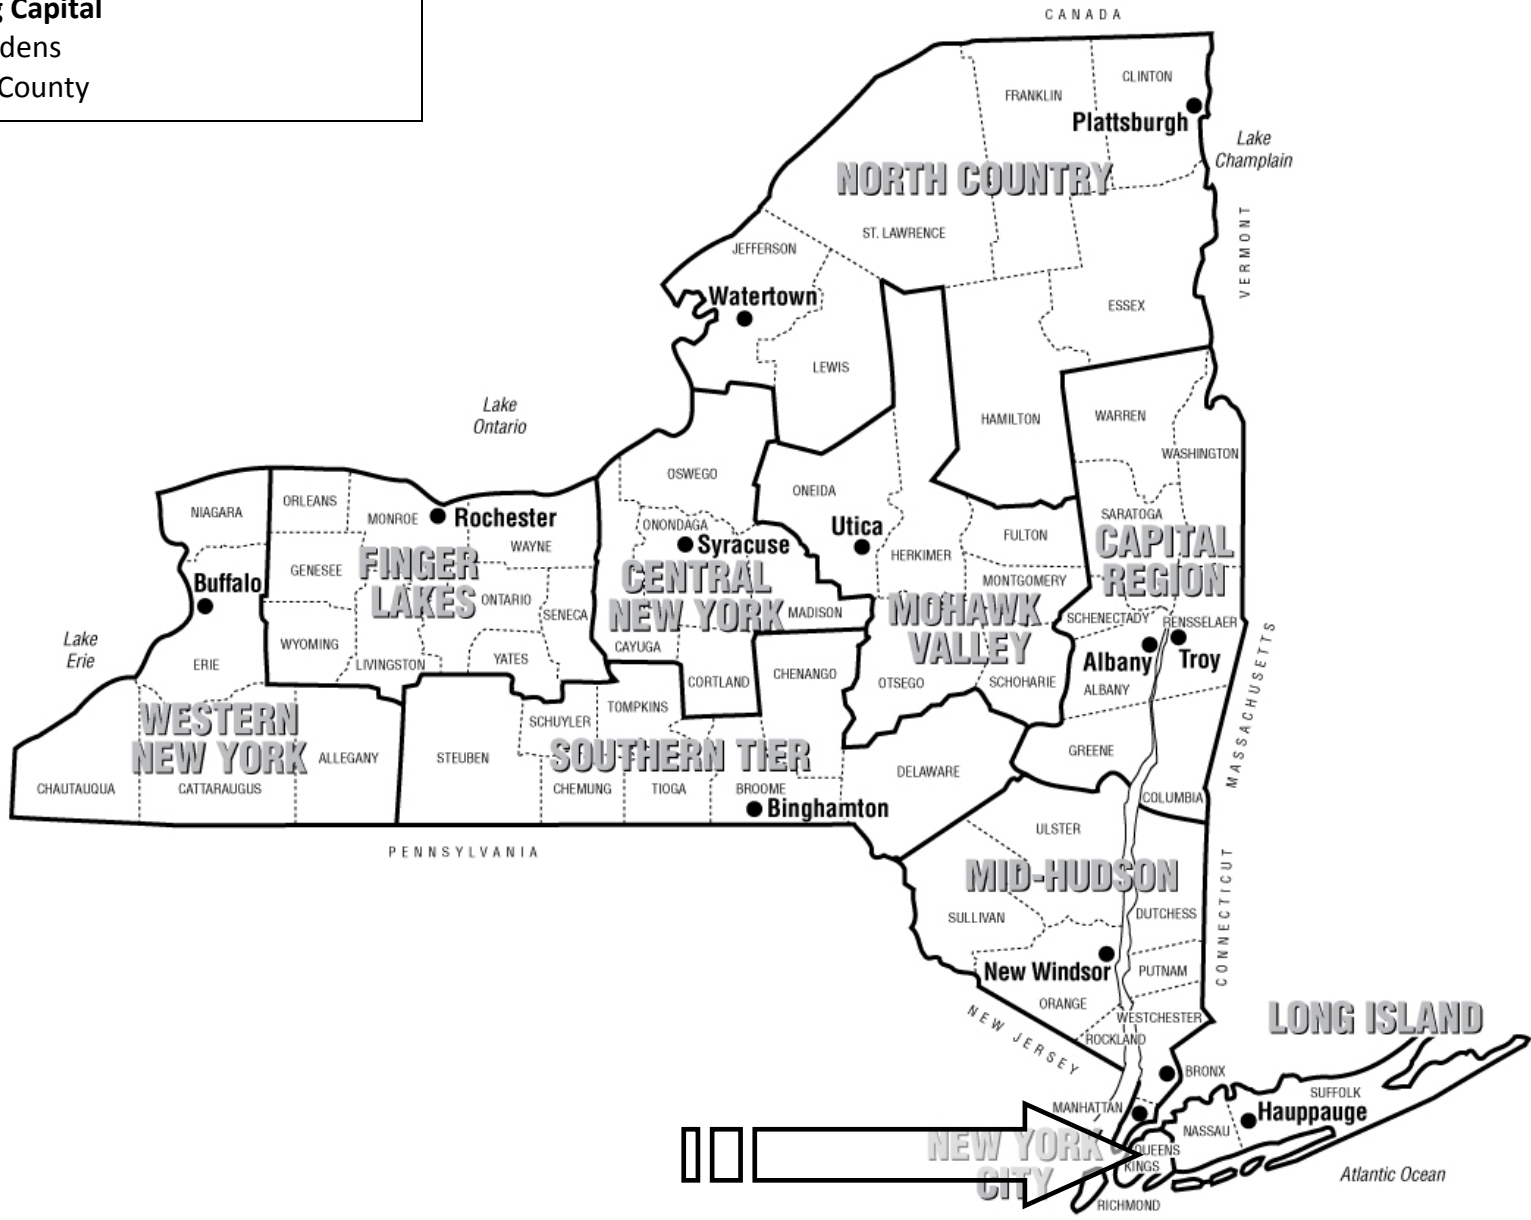 g Capital
dens
County
CANADA
CLINTON
FRANKLIN
Plattsburgh
Lake
Champlain
NORTH COUNTRY
VERMONT
ST. LAWRENCE
JEFFERSON
Watertown
ESSEX
LEWIS
Lake
Ontario
HAMILTON
WARREN
WASHINGTON
OSWEGO
ONEIDA
NIAGARA
ORLEANS
MONROE
Rochester
ONONDAGA
Syracuse
Utica
SARATOGA
FULTON
CAPITAL
REGION
WAYNE
HERKIMER
GENESEE
FINGER
LAKES
CENTRAL
NEW YORK
MONTGOMERY
Buffalo
ONTARIO
SENECA
MADISON
MOHAWK
VALLEY
SCHENECTADY
RENSSELAER
Lake
Erie
WYOMING
CAYUGA
Albany
Troy
MASSACHUSETTS
ERIE
LIVINGSTON
YATES
CORTLAND
CHENANGO
OTSEGO
SCHOHARIE
ALBANY
WESTERN
NEW YORK
TOMPKINS
SCHUYLER
SOUTHERN TIER
GREENE
ALLEGANY
STEUBEN
DELAWARE
CHAUTAUQUA
CATTARAUGUS
CHEMUNG
TIOGA
BROOME
Binghamton
COLUMBIA
PENNSYLVANIA
ULSTER
MID-HUDSON
CONNECTICUT
SULLIVAN
DUTCHESS
New Windsor
PUTNAM
ORANGE
NEW JERSEY
WESTCHESTER
ROCKLAND
LONG ISLAND
BRONX
SUFFOLK
MANHATTAN
Hauppauge
NEW YORK
CITY
NASSAU
QUEENS
KINGS
Atlantic Ocean
RICHMOND